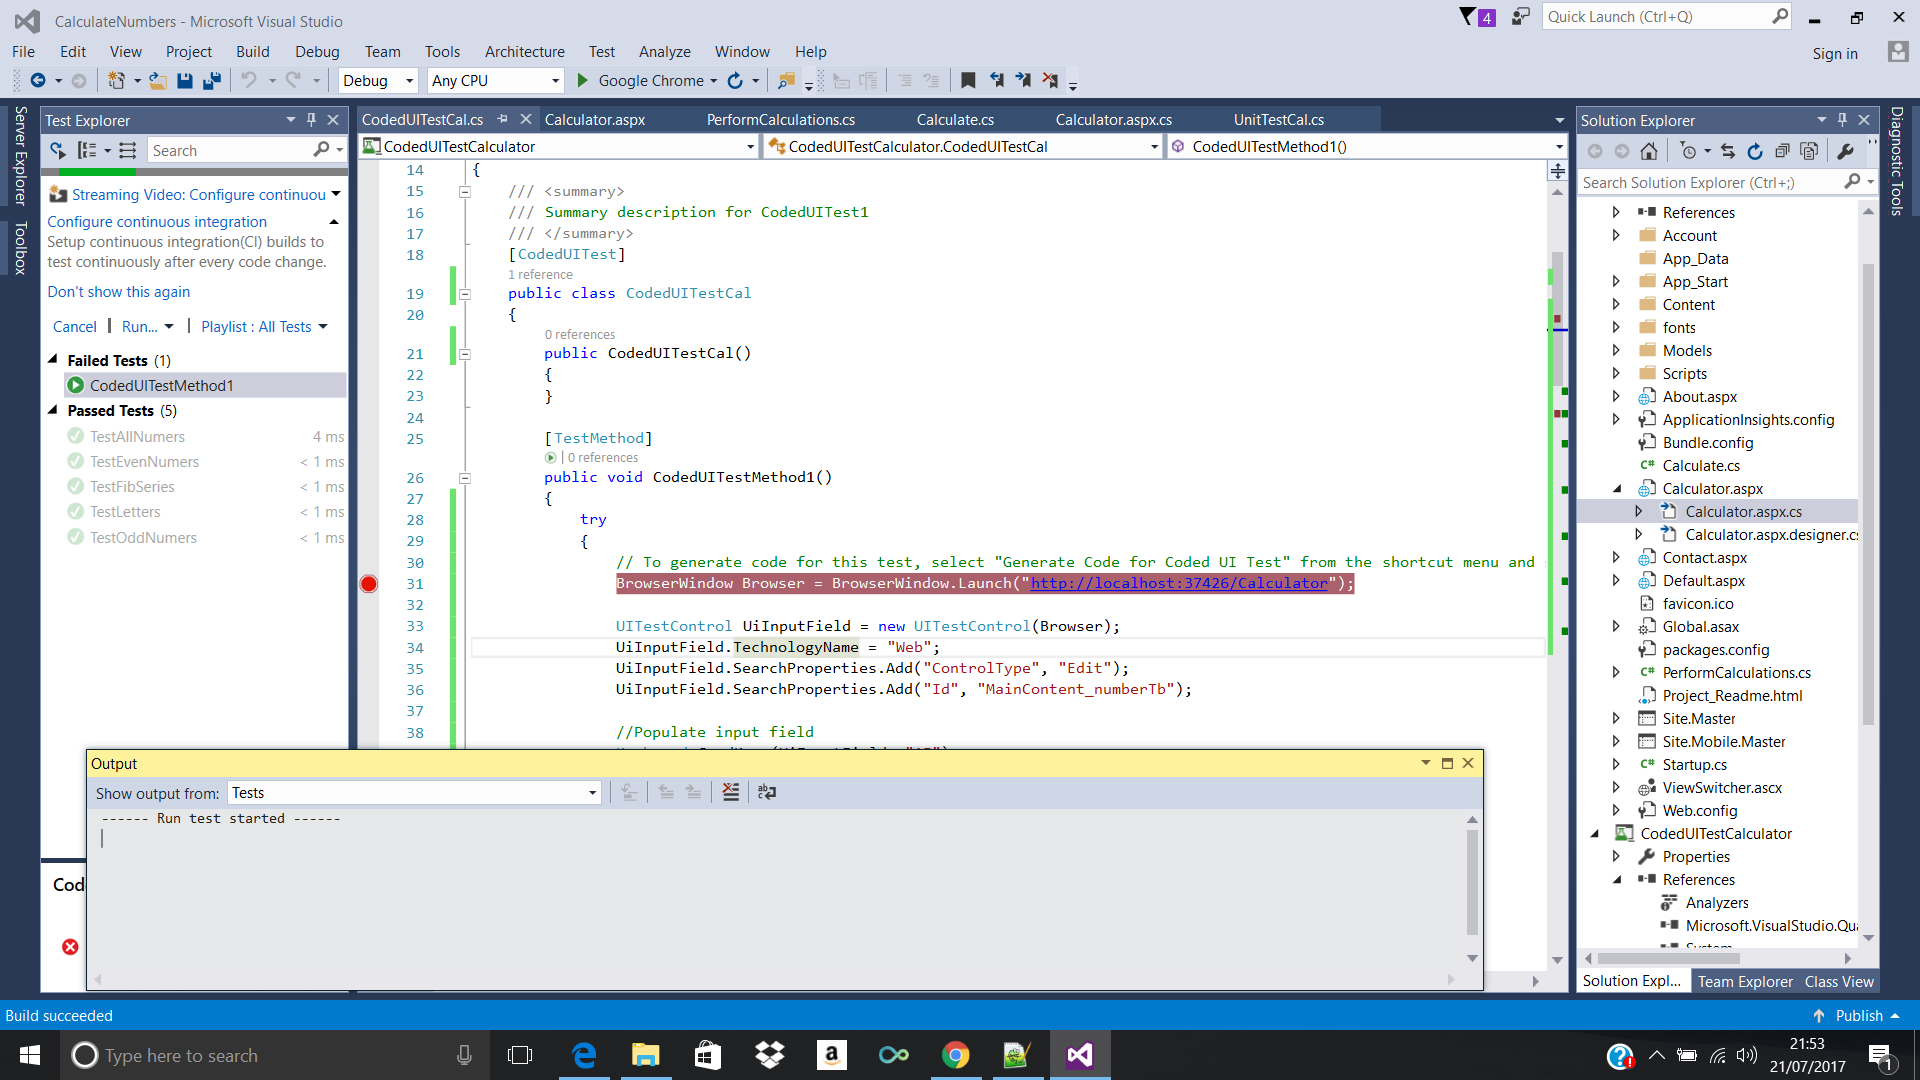 CalculateNumbers - Microsoft Visual Studio
4
Quick Launch (Ctrl+Q)
File Edit View Project Build Debug Team Tools Architecture Test Analyze Window Help
Sign in
Debug
Any CPU
Google Chrome
Server Explorer
Toolbox
Test Explorer
Search
Streaming Video: Configure continuou
Configure continuous integration
Setup continuous integration(CI) builds to
test continuously after every code change.
Don't show this again
Cancel | Run... | Playlist : All Tests
Failed Tests (1)
CodedUITestMethod1
Passed Tests (5)
TestAllNumers 4 ms
TestEvenNumers < 1 ms
TestFibSeries < 1 ms
TestLetters < 1 ms
TestOddNumers < 1 ms
Cod
CodedUITestCal.cs Calculator.aspx PerformCalculations.cs Calculate.cs Calculator.aspx.cs UnitTestCal.cs
CodedUITestCalculator CodedUITestCalculator.CodedUITestCal CodedUITestMethod1()
14 {
15 /// <summary>
16 /// Summary description for CodedUITest1
17 /// </summary>
18 [CodedUITest]
1 reference
19 public class CodedUITestCal
20 {
0 references
21 public CodedUITestCal()
22 {
23 }
24
25 [TestMethod]
| 0 references
26 public void CodedUITestMethod1()
27 {
28 try
29 {
30 // To generate code for this test, select "Generate Code for Coded UI Test" from the shortcut menu and
31 BrowserWindow Browser = BrowserWindow.Launch("http://localhost:37426/Calculator");
32
33 UITestControl UiInputField = new UITestControl(Browser);
34 UiInputField.TechnologyName = "Web";
35 UiInputField.SearchProperties.Add("ControlType", "Edit");
36 UiInputField.SearchProperties.Add("Id", "MainContent_numberTb");
37
38 //Populate input field
Output
Show output from: Tests
------ Run test started ------
Solution Explorer
Search Solution Explorer (Ctrl+;)
References
Account
App_Data
App_Start
Content
fonts
Models
Scripts
About.aspx
ApplicationInsights.config
Bundle.config
Calculate.cs
Calculator.aspx
Calculator.aspx.cs
Calculator.aspx.designer.cs
Contact.aspx
Default.aspx
favicon.ico
Global.asax
packages.config
PerformCalculations.cs
Project_Readme.html
Site.Master
Site.Mobile.Master
Startup.cs
ViewSwitcher.ascx
Web.config
CodedUITestCalculator
Properties
References
Analyzers
Microsoft.VisualStudio.Qua
System
Solution Expl... Team Explorer Class View
Diagnostic Tools
Build succeeded
Publish
Type here to search
21:53
21/07/2017
1